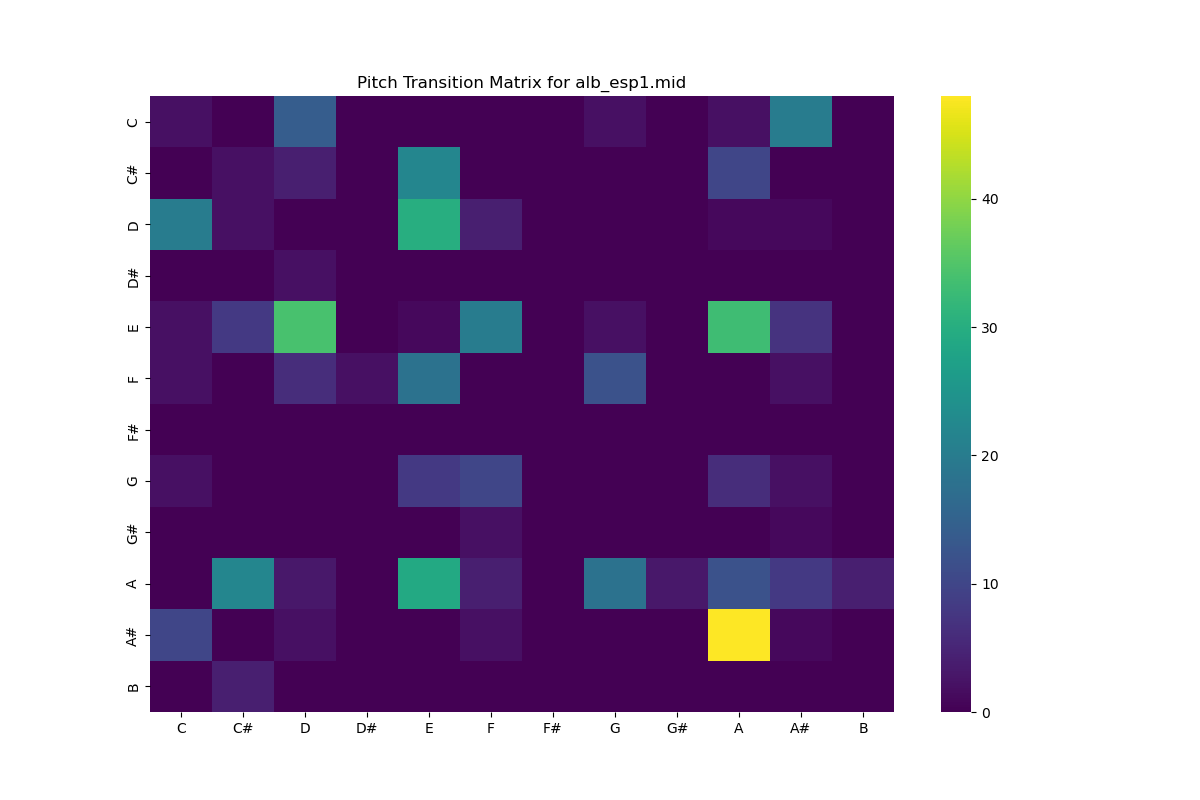 Pitch Transition Matrix for alb_esp1.mid
C
C#
D
D#
E
F
F#
G
G#
A
A#
B
C C# D D# E F F# G G# A A# B
40
30
20
10
0